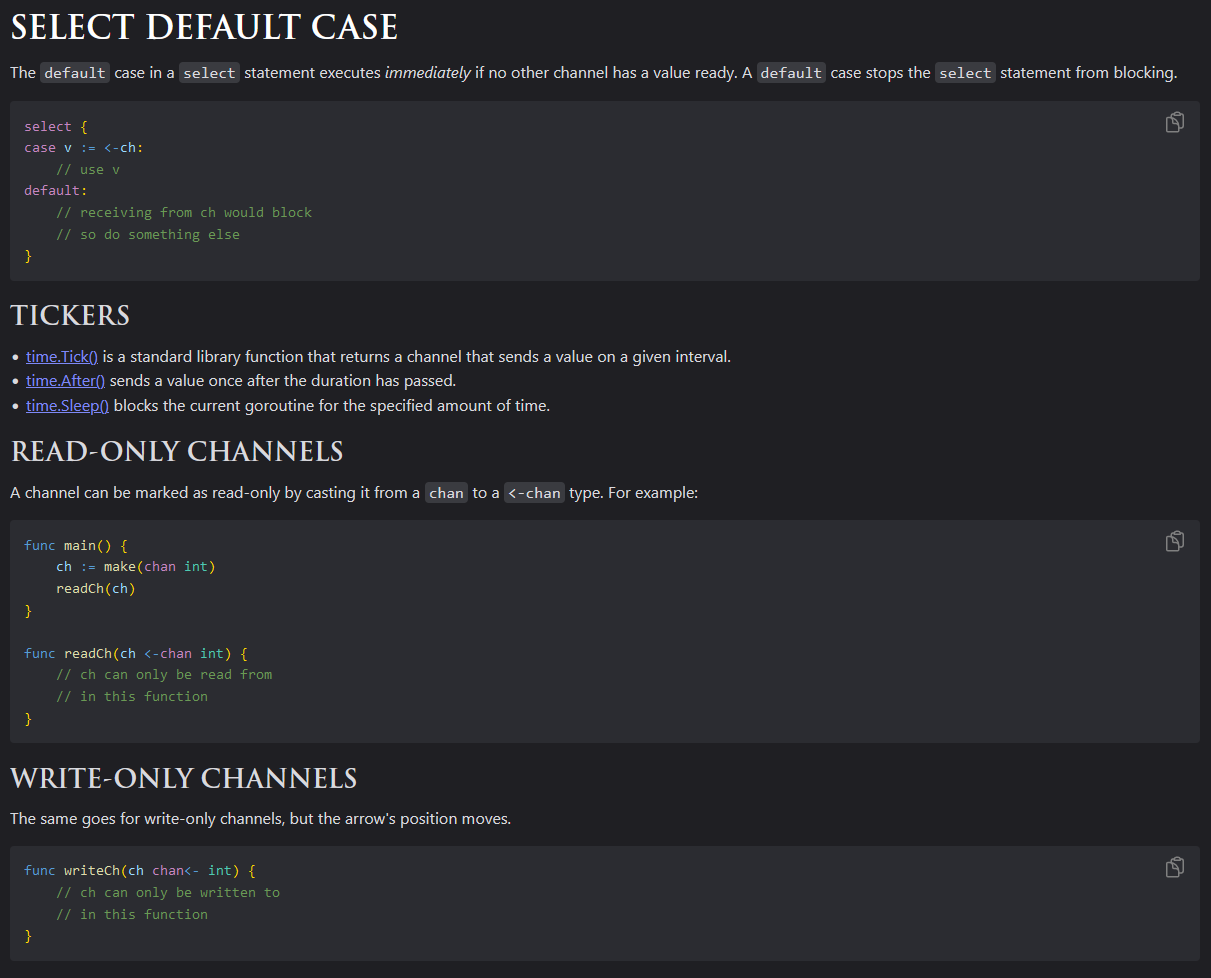 SELECT DEFAULT CASE
The default case in a select statement executes immediately if no other channel has a value ready. A default case stops the select statement from blocking.
select {
case v := <-ch:
    // use v
default:
    // receiving from ch would block
    // so do something else
}
TICKERS
• time.Tick() is a standard library function that returns a channel that sends a value on a given interval.
• time.After() sends a value once after the duration has passed.
• time.Sleep() blocks the current goroutine for the specified amount of time.
READ-ONLY CHANNELS
A channel can be marked as read-only by casting it from a chan to a <-chan type. For example:
func main() {
    ch := make(chan int)
    readCh(ch)
}
func readCh(ch <-chan int) {
    // ch can only be read from
    // in this function
}
WRITE-ONLY CHANNELS
The same goes for write-only channels, but the arrow's position moves.
func writeCh(ch chan<- int) {
    // ch can only be written to
    // in this function
}